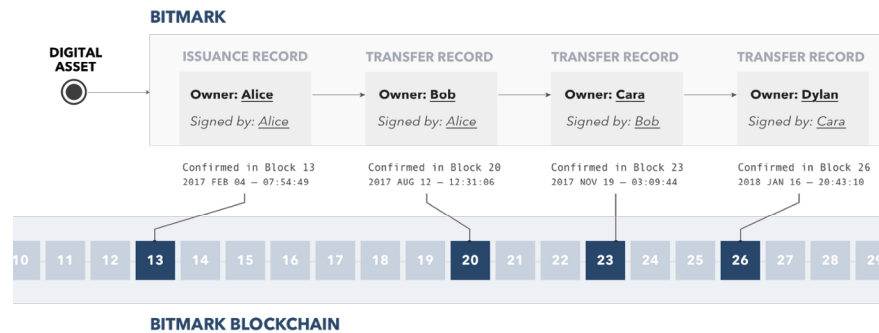 BITMARK
DIGITAL
ASSET
ISSUANCE RECORD
Owner: Alice
Signed by: Alice
TRANSFER RECORD
Owner: Bob
Signed by: Alice
TRANSFER RECORD
Owner: Cara
Signed by: Bob
TRANSFER RECORD
Owner: Dylan
Signed by: Cara
Confirmed in Block 13
2017 FEB 04 — 07:54:49
Confirmed in Block 20
2017 AUG 12 — 12:31:06
Confirmed in Block 23
2017 NOV 19 — 03:09:44
Confirmed in Block 26
2018 JAN 16 — 20:43:10
10 11 12 13 14 15 16 17 18 19 20 21 22 23 24 25 26 27 28 29
BITMARK BLOCKCHAIN